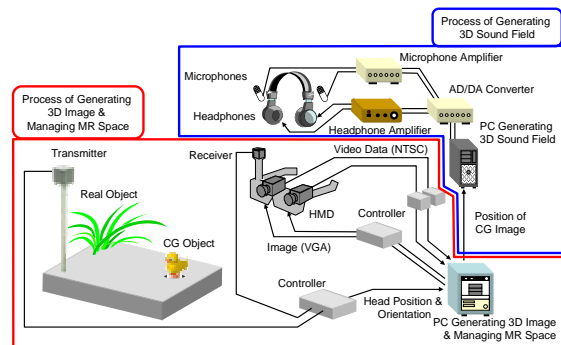 Process of Generating
3D Sound Field
Microphone Amplifier
Microphones
AD/DA Converter
Process of Generating
3D Image &
Managing MR Space
Headphones
Headphone Amplifier
PC Generating
3D Sound Field
Transmitter
Receiver
Video Data (NTSC)
Real Object
HMD
Controller
Position of
CG Image
CG Object
Image (VGA)
Controller
Head Position &
Orientation
PC Generating 3D Image
& Managing MR Space